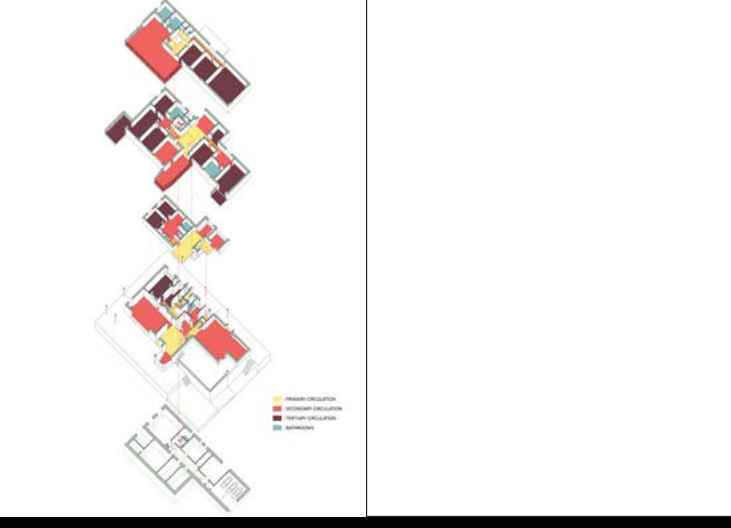 - PRIMARY CIRCULATION
- SECONDARY CIRCULATION
- TERTIARY CIRCULATION
- BATHROOMS